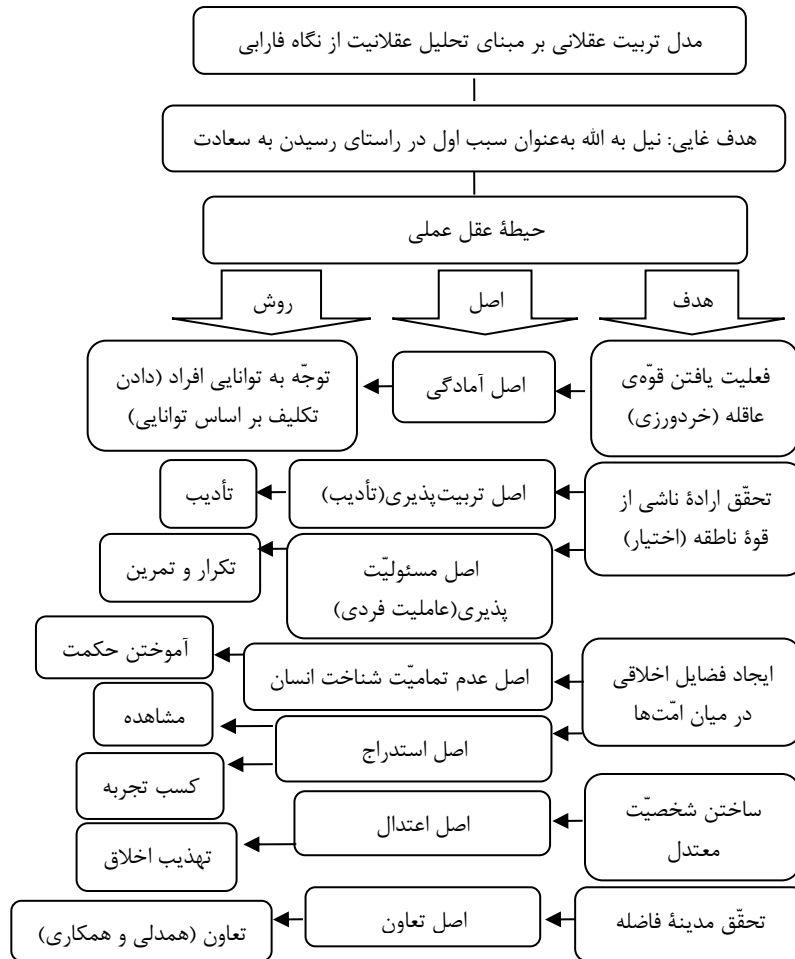 مدل تربیت عقلانی بر مبنای تحلیل عقلانیت از نگاه فارابی
هدف غایی: نیل به الله به‌عنوان سبب اول در راستای رسیدن به سعادت
حیطۀ عقل عملی
هدف
اصل
روش
فعلیت یافتن قوّه‌ی
عاقله (خردورزی)
اصل آمادگی
توجّه به توانایی افراد (دادن
تکلیف بر اساس توانایی)
تحقّق ارادۀ ناشی از
قوۀ ناطقه (اختیار)
اصل تربیت‌پذیری(تأدیب)
تأدیب
اصل مسئولیّت
پذیری(عاملیت فردی)
تکرار و تمرین
ایجاد فضایل اخلاقی
در میان امّت‌ها
اصل عدم تمامیّت شناخت انسان
آموختن حکمت
اصل استدراج
مشاهده
کسب تجربه
ساختن شخصیّت
معتدل
اصل اعتدال
تهذیب اخلاق
تحقّق مدینۀ فاضله
اصل تعاون
تعاون (همدلی و همکاری)